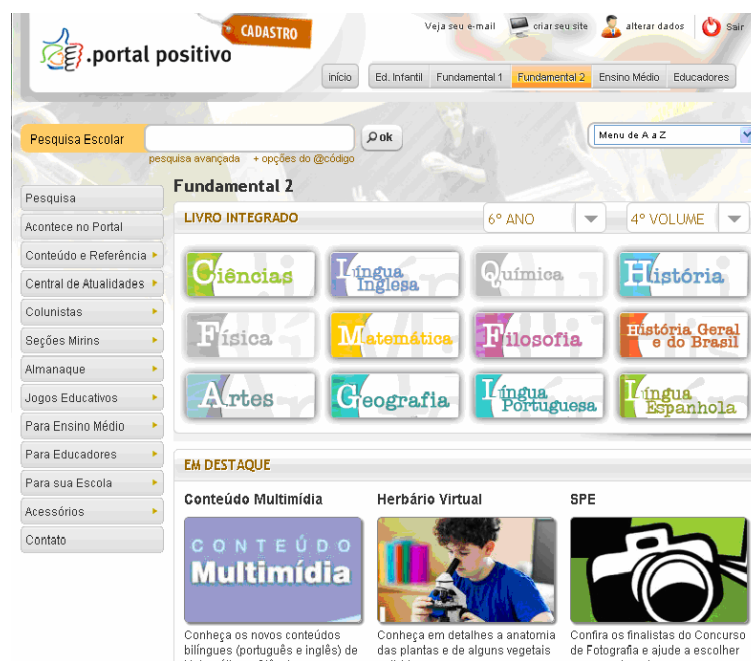 CADASTRO
Veja seu e-mail
criar seu site
alterar dados
Sair
.portal positivo
início
Ed. Infantil
Fundamental 1
Fundamental 2
Ensino Médio
Educadores
Pesquisa Escolar
ok
Menu de A a Z
pesquisa avançada + opções do @código
Fundamental 2
Pesquisa
Acontece no Portal
Conteúdo e Referência
Central de Atualidades
Colunistas
Seções Mirins
Almanaque
Jogos Educativos
Para Ensino Médio
Para Educadores
Para sua Escola
Acessórios
Contato
LIVRO INTEGRADO
6º ANO
4º VOLUME
Ciências
Língua
Inglesa
Química
História
Física
Matemática
Filosofia
História Geral
e do Brasil
Artes
Geografia
Língua
Portuguesa
Língua
Espanhola
EM DESTAQUE
Conteúdo Multimídia
Herbário Virtual
SPE
CONTEÚDO
Multimídia
Conheça os novos conteúdos
bilíngues (português e inglês) de
Conheça em detalhes a anatomia
das plantas e de alguns vegetais
Confira os finalistas do Concurso
de Fotografia e ajude a escolher